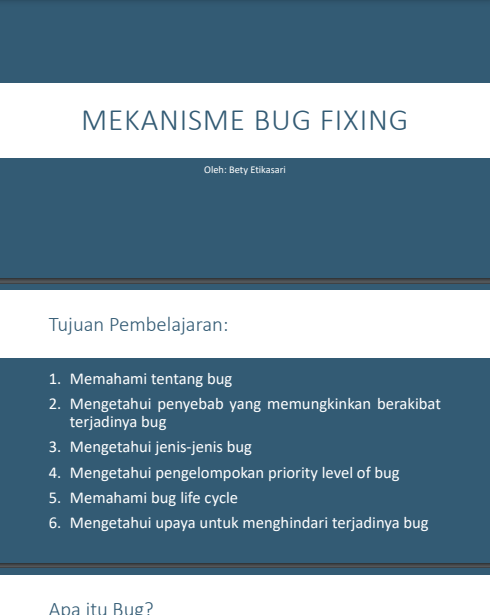 MEKANISME BUG FIXING
Oleh: Bety Etikasari
Tujuan Pembelajaran:
1. Memahami tentang bug
2. Mengetahui penyebab yang memungkinkan berakibat
terjadinya bug
3. Mengetahui jenis-jenis bug
4. Mengetahui pengelompokan priority level of bug
5. Memahami bug life cycle
6. Mengetahui upaya untuk menghindari terjadinya bug
Apa itu Bug?